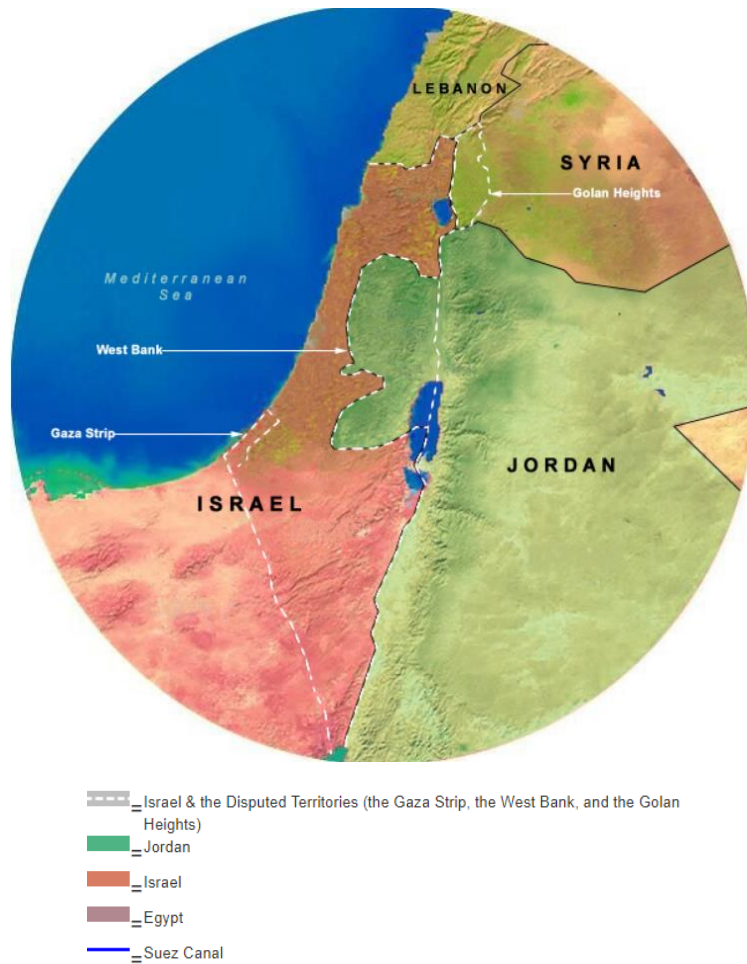 LEBANON
SYRIA
Golan Heights
Mediterranean
Sea
West Bank
Gaza Strip
JORDAN
ISRAEL
=Israel & the Disputed Territories (the Gaza Strip, the West Bank, and the Golan
Heights)
=Jordan
=Israel
=Egypt
=Suez Canal